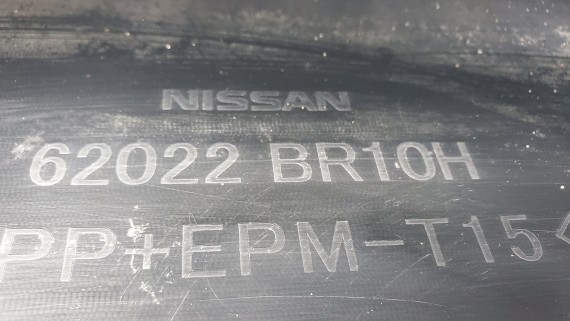 NISSAN
62022 BR10H
PP+EPM-T15<